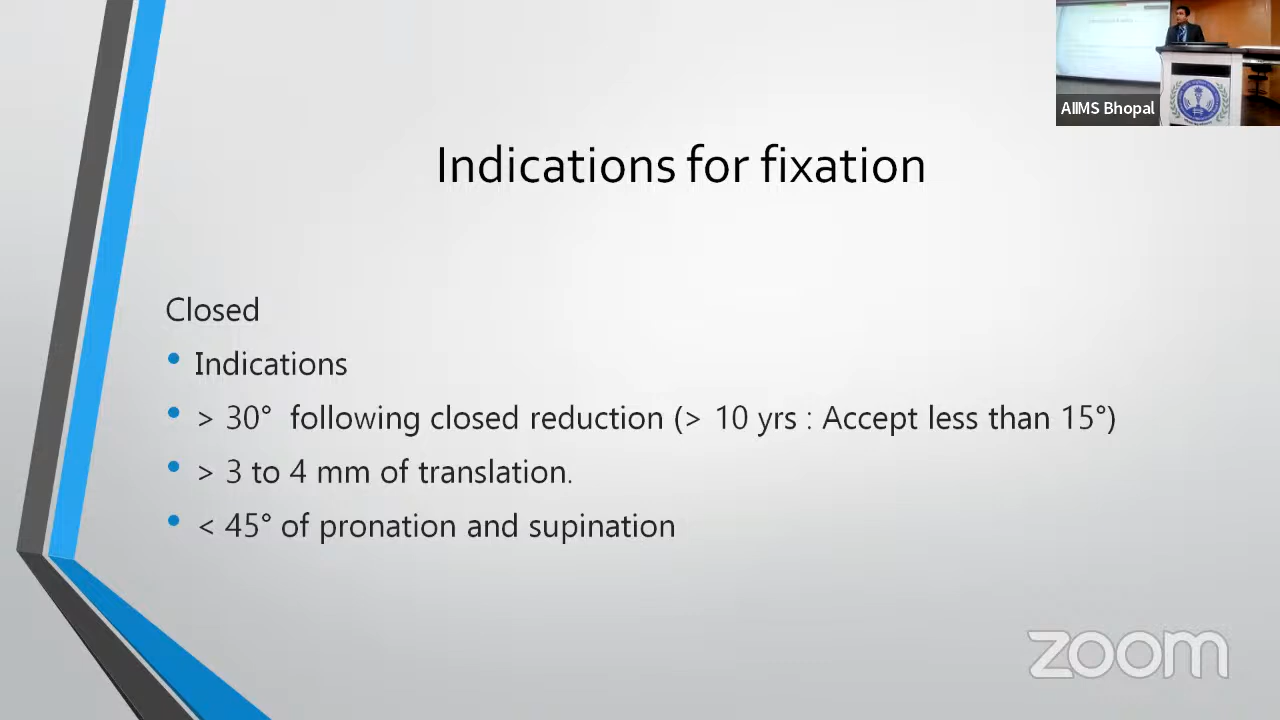 AIIMS Bhopal
Indications for fixation
Closed
• Indications
• > 30° following closed reduction (> 10 yrs : Accept less than 15°)
• > 3 to 4 mm of translation.
• < 45° of pronation and supination
zoom